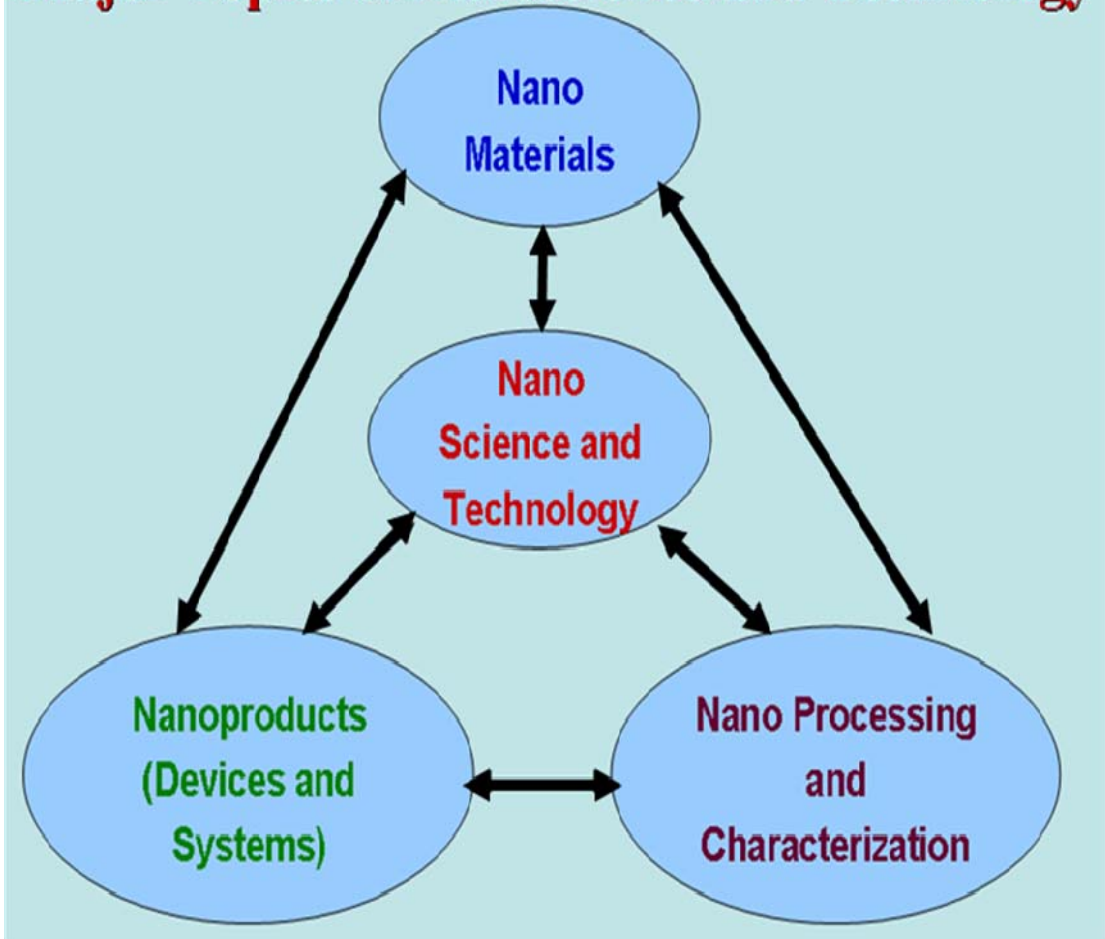 Nano
Materials
Nano
Science and
Technology
Nanoproducts
(Devices and
Systems)
Nano Processing
and
Characterization